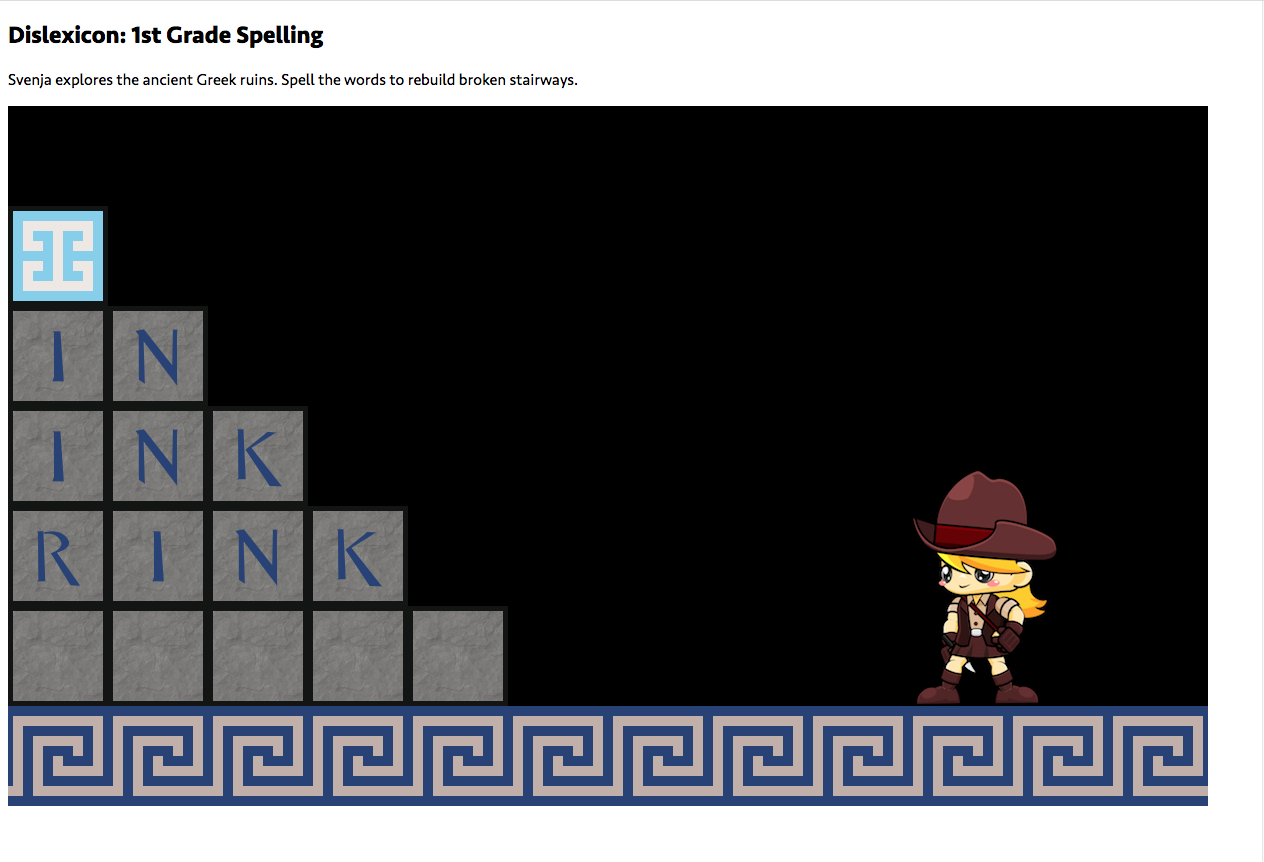 Dislexicon: 1st Grade Spelling
Svenja explores the ancient Greek ruins. Spell the words to rebuild broken stairways.
I N
I N K
R I N K